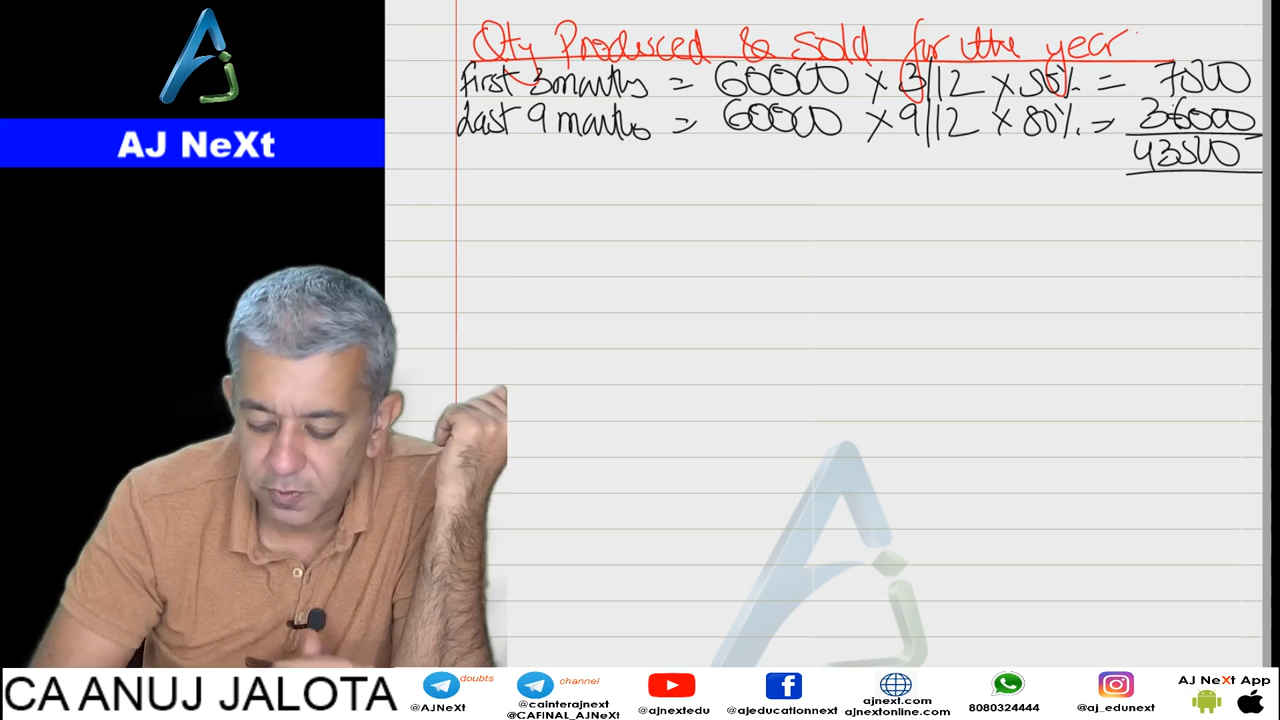 Qty Produced & sold for the year
First 3 months = 60000 × 3/12 × 50% = 7500
Last 9 months = 60000 × 9/12 × 80% = 36000
43500
AJ NeXt
CA ANUJ JALOTA
doubts
@AJNeXt
channel
@cainterajnext
@CAFINAL_AJNeXt
@ajnextedu
@ajeducationnext
ajnext.com
ajnextonline.com
8080324444
@aj_edunext
AJ NeXt App